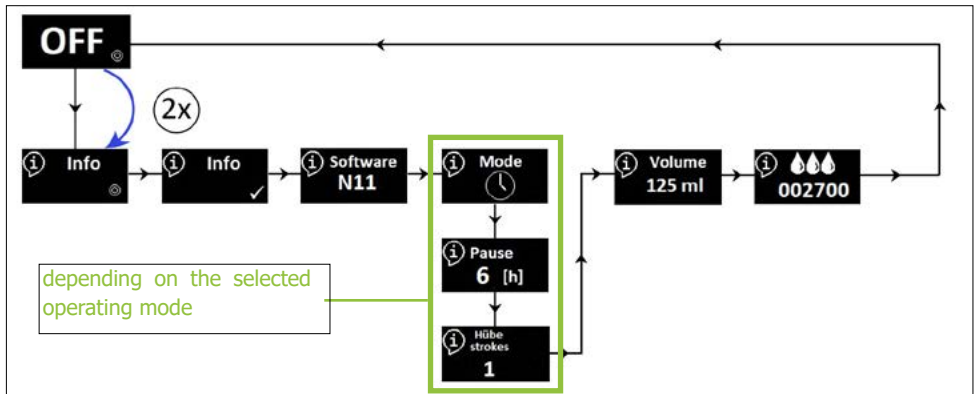 OFF
2x
Info
Info
Software
N11
Mode
Pause
6 [h]
Hübe
strokes
1
Volume
125 ml
002700
depending on the selected
operating mode